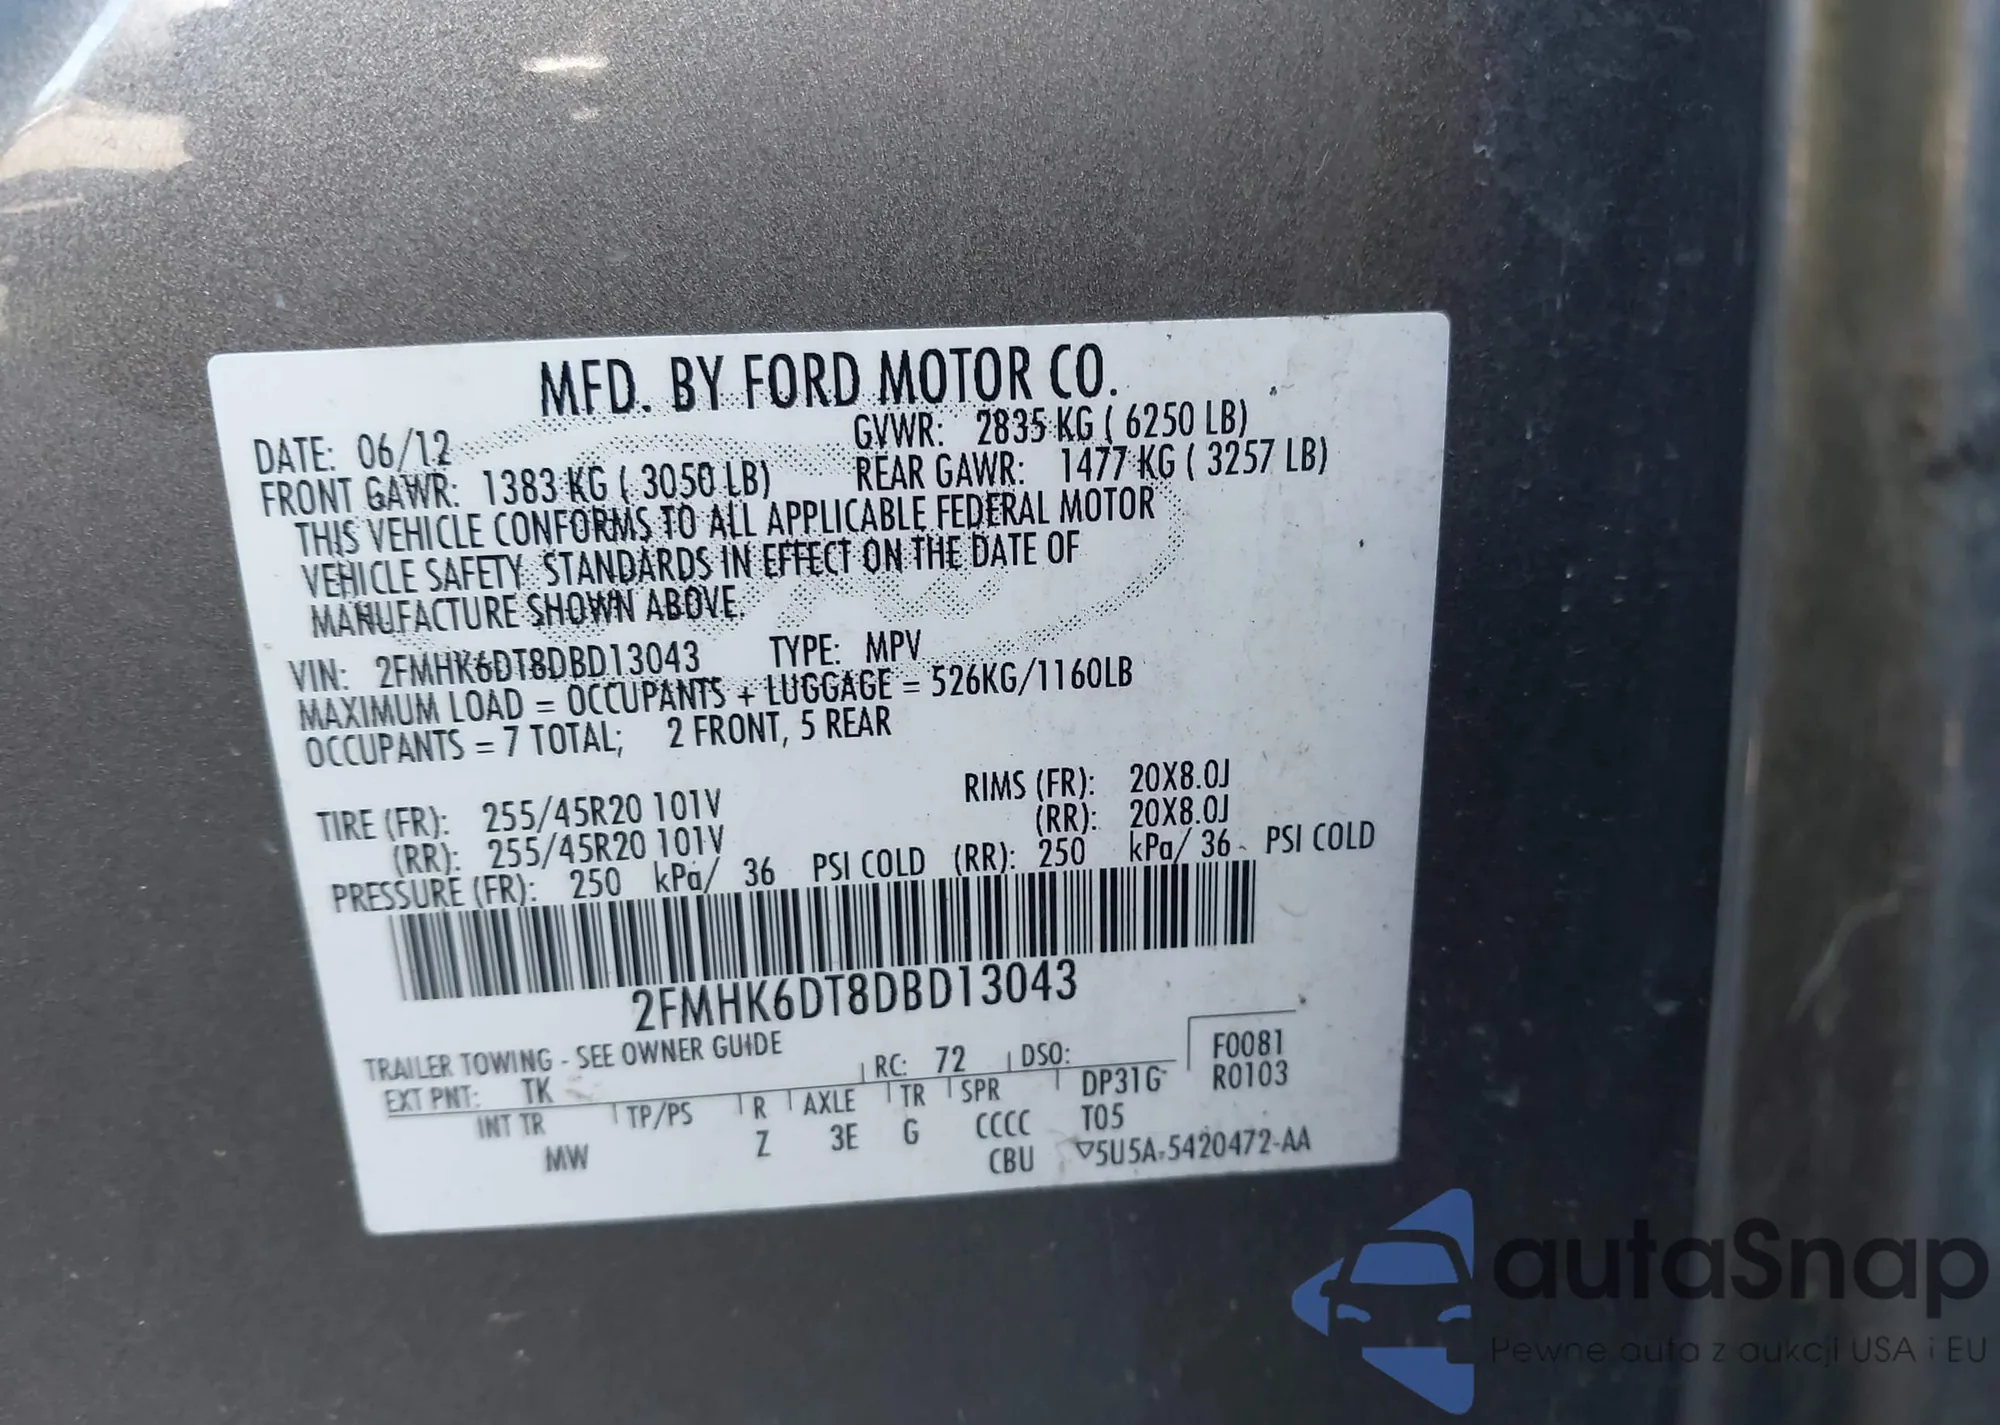 MFD. BY FORD MOTOR CO.
DATE: 06/12 GVWR: 2835 KG ( 6250 LB)
FRONT GAWR: 1383 KG ( 3050 LB) REAR GAWR: 1477 KG ( 3257 LB)
THIS VEHICLE CONFORMS TO ALL APPLICABLE FEDERAL MOTOR
VEHICLE SAFETY STANDARDS IN EFFECT ON THE DATE OF
MANUFACTURE SHOWN ABOVE.
VIN: 2FMHK6DT8DBD13043 TYPE: MPV
MAXIMUM LOAD = OCCUPANTS + LUGGAGE = 526KG/1160LB
OCCUPANTS = 7 TOTAL; 2 FRONT, 5 REAR
TIRE (FR): 255/45R20 101V RIMS (FR): 20X8.0J
(RR): 255/45R20 101V (RR): 20X8.0J
PRESSURE (FR): 250 kPa/ 36 PSI COLD (RR): 250 kPa/ 36 PSI COLD
2FMHK6DT8DBD13043
TRAILER TOWING - SEE OWNER GUIDE
EXT PNT: TK RC: 72 DSO: F0081
INT TR TP/PS R AXLE TR SPR DP31G R0103
MW Z 3E G CCCC T05
CBU ▽5U5A-5420472-AA
autoSnap
Pewne auta z aukcji USA i EU